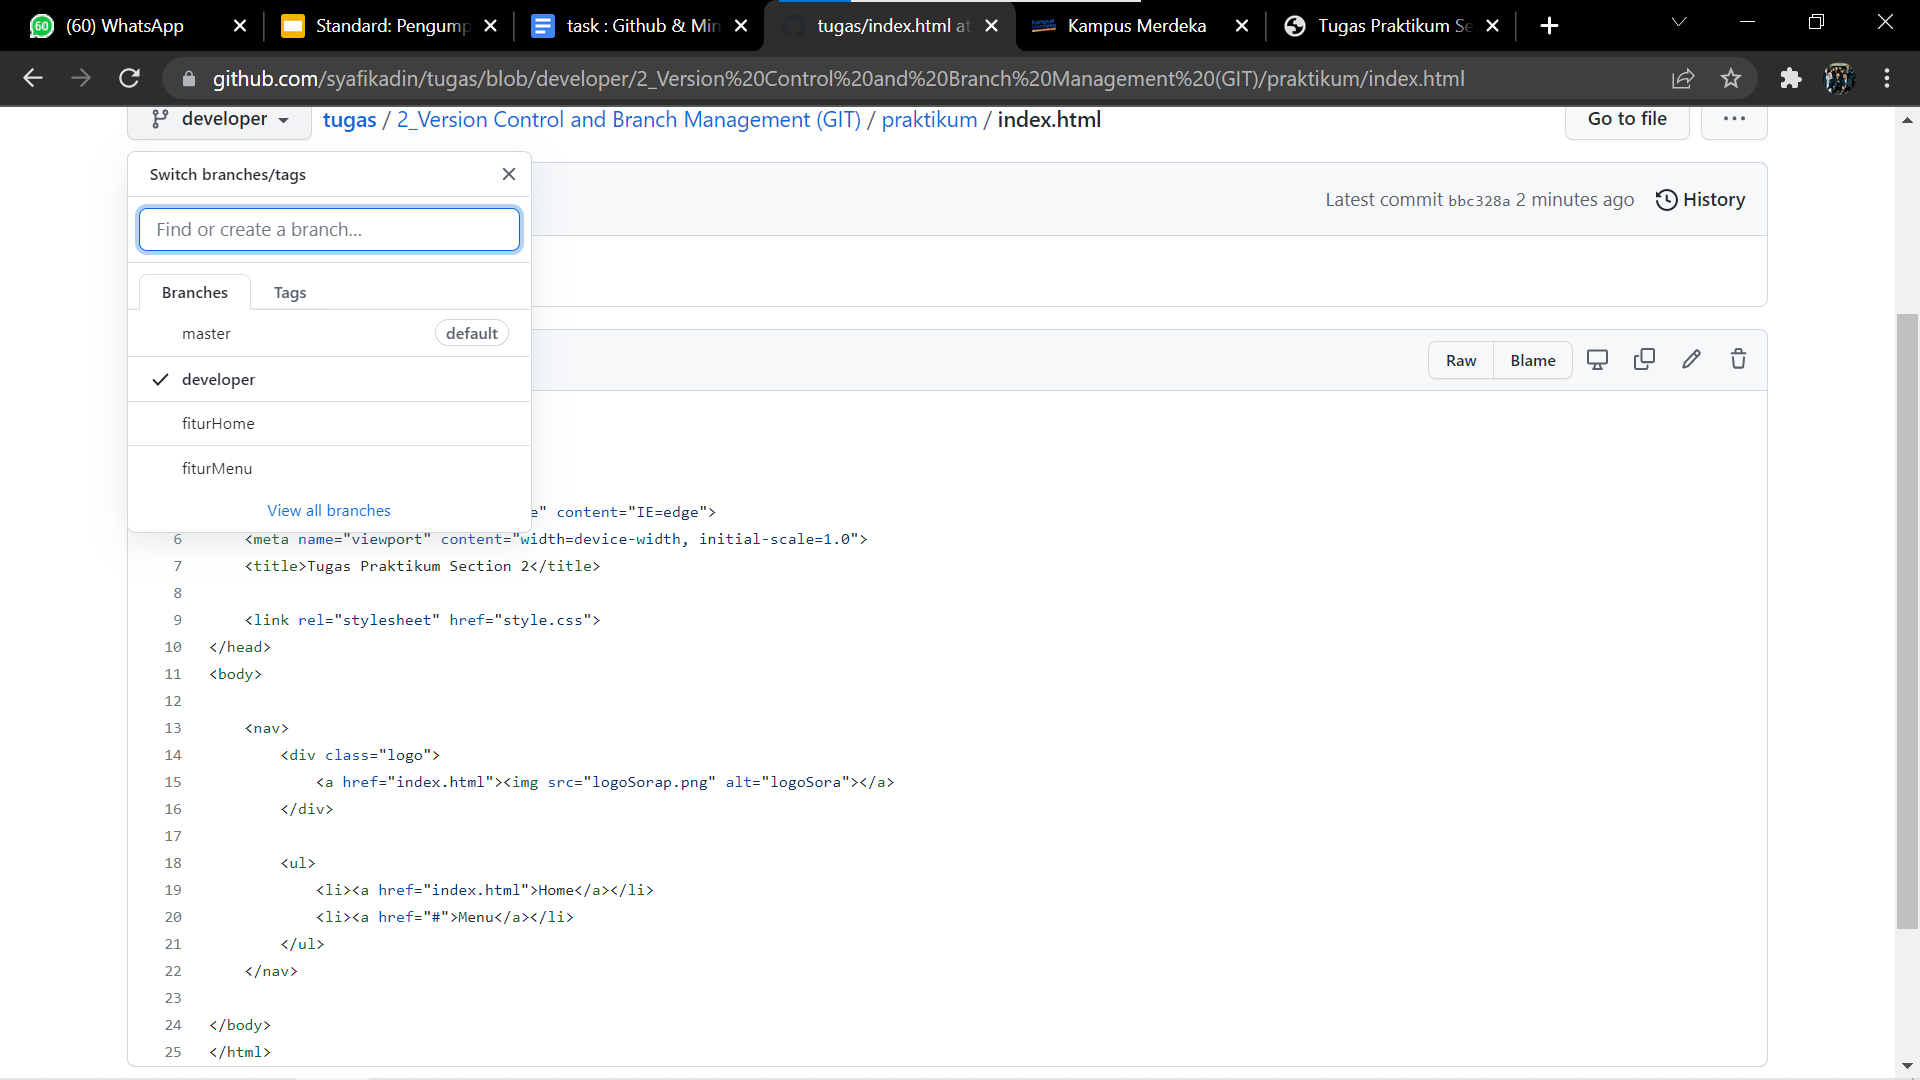 60 (60) WhatsApp
Standard: Pengump
task : Github & Min
tugas/index.html at
Kampus Merdeka
Tugas Praktikum Se
github.com/syafikadin/tugas/blob/developer/2_Version%20Control%20and%20Branch%20Management%20(GIT)/praktikum/index.html
developer tugas / 2_Version Control and Branch Management (GIT) / praktikum / index.html
Go to file ...
Switch branches/tags
Find or create a branch...
Branches Tags
master default
developer
fiturHome
fiturMenu
View all branches
Latest commit bbc328a 2 minutes ago History
Raw Blame
e" content="IE=edge">
6 <meta name="viewport" content="width=device-width, initial-scale=1.0">
7 <title>Tugas Praktikum Section 2</title>
8
9 <link rel="stylesheet" href="style.css">
10 </head>
11 <body>
12
13 <nav>
14 <div class="logo">
15 <a href="index.html"><img src="logoSorap.png" alt="logoSora"></a>
16 </div>
17
18 <ul>
19 <li><a href="index.html">Home</a></li>
20 <li><a href="#">Menu</a></li>
21 </ul>
22 </nav>
23
24 </body>
25 </html>